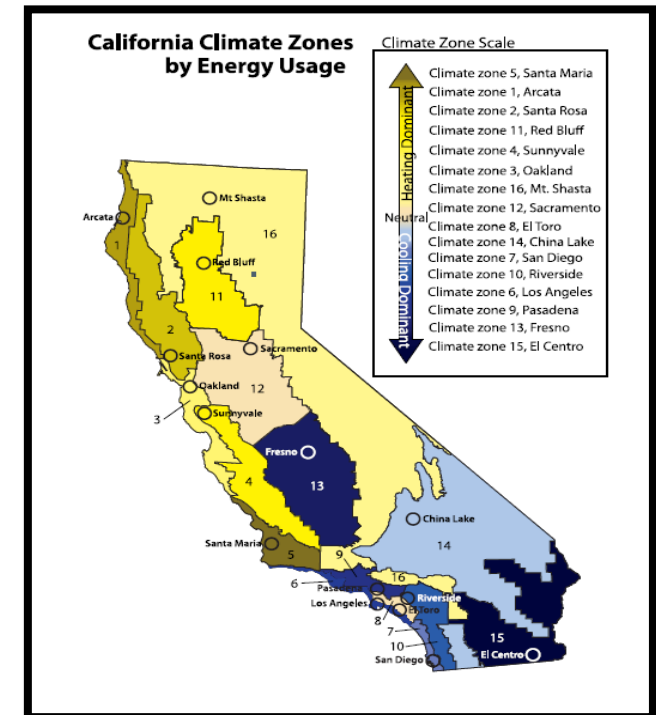 California Climate Zones
by Energy Usage
Climate Zone Scale
Climate zone 5, Santa Maria
Climate zone 1, Arcata
Climate zone 2, Santa Rosa
Climate zone 11, Red Bluff
Climate zone 4, Sunnyvale
Climate zone 3, Oakland
Climate zone 16, Mt. Shasta
Climate zone 12, Sacramento
Climate zone 8, El Toro
Climate zone 14, China Lake
Climate zone 7, San Diego
Climate zone 10, Riverside
Climate zone 6, Los Angeles
Climate zone 9, Pasadena
Climate zone 13, Fresno
Climate zone 15, El Centro
Heating Dominant
Neutral
Cooling Dominant
Mt Shasta
Arcata
16
1
Red Bluff
11
2
Sacramento
Santa Rosa
Oakland
12
Sunnyvale
3
Fresno
4
13
China Lake
Santa Maria
14
5
9
16
6
Pasadena
Riverside
Los Angeles
El Toro
8
7
15
10
El Centro
San Diego